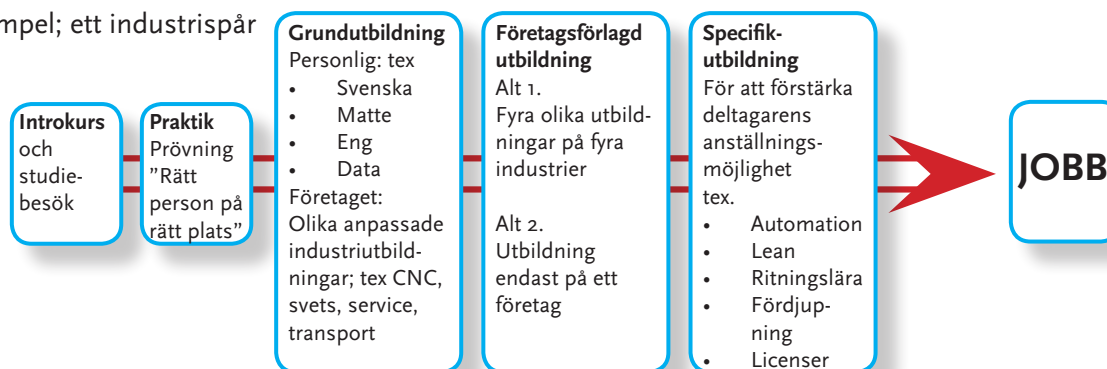 mpel; ett industrispår
Introkurs
och
studie-
besök
Praktik
Prövning
"Rätt
person på
rätt plats"
Grundutbildning
Personlig: tex
• Svenska
• Matte
• Eng
• Data
Företaget:
Olika anpassade
industriutbild-
ningar; tex CNC,
svets, service,
transport
Företagsförlagd
utbildning
Alt 1.
Fyra olika utbild-
ningar på fyra
industrier
Alt 2.
Utbildning
endast på ett
företag
Specifik-
utbildning
För att förstärka
deltagarens
anställnings-
möjlighet
tex.
• Automation
• Lean
• Ritningslära
• Fördjup-
ning
• Licenser
JOBB